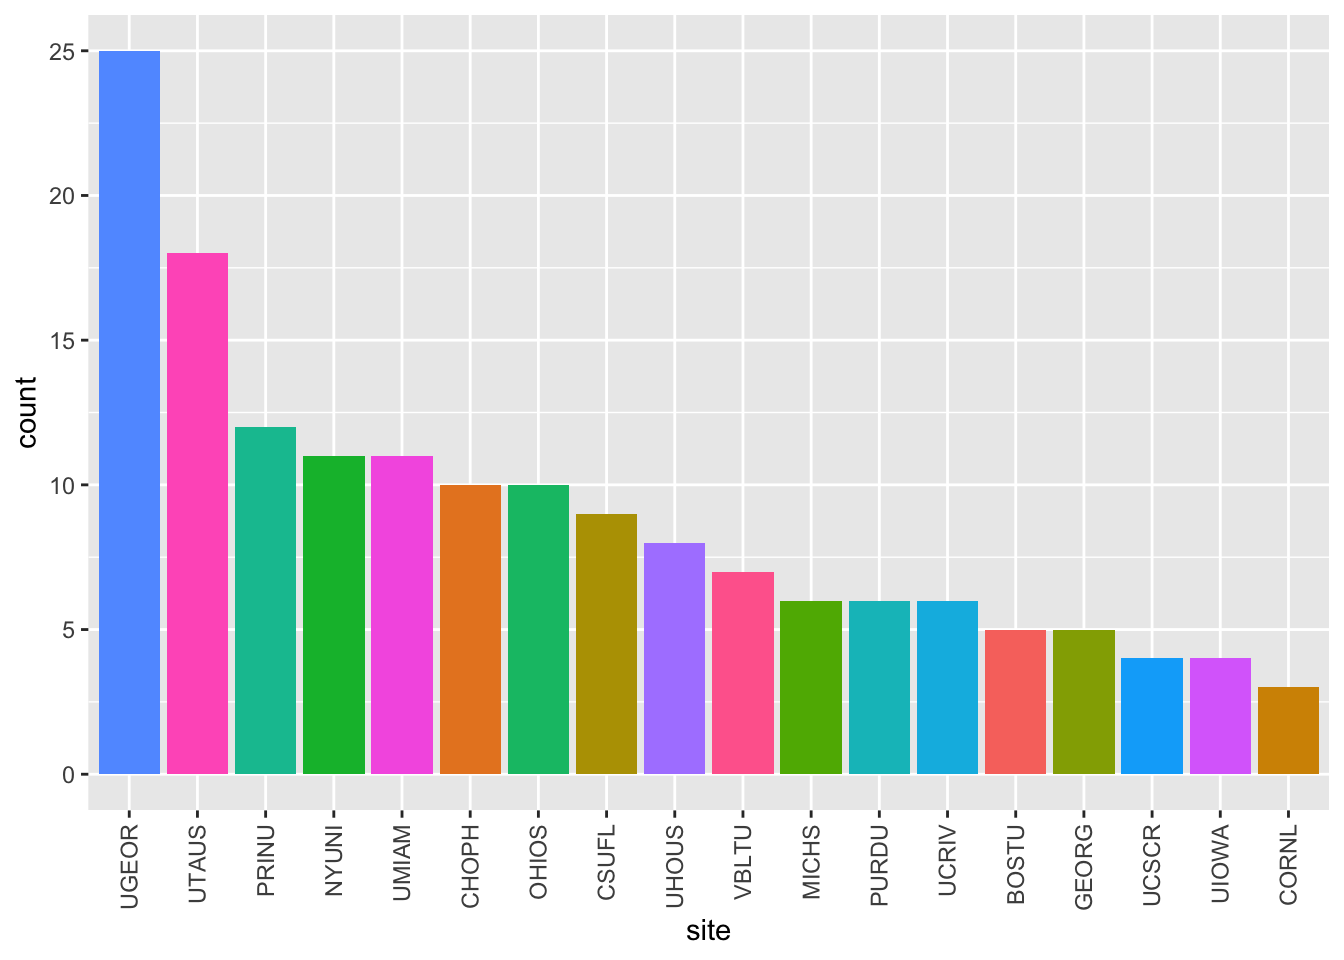 25
20
15
10
5
0
count
UGEOR
UTAUS
PRINU
NYUNI
UMIAM
CHOPH
OHIOS
CSUFL
UHOUS
VBLTU
MICHS
PURDU
UCRIV
BOSTU
GEORG
UCSCR
UIOWA
CORNL
site